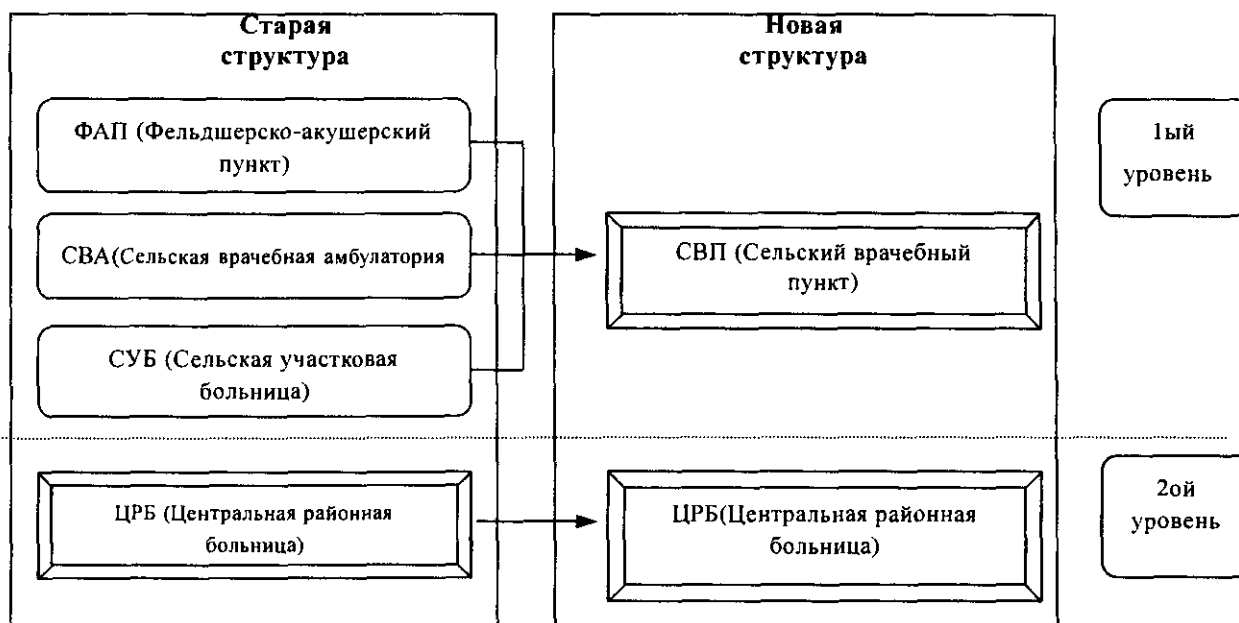 Старая
структура
ФАП (Фельдшерско-акушерский
пункт)
СВА(Сельская врачебная амбулатория
СУБ (Сельская участковая
больница)
ЦРБ (Центральная районная
больница)
Новая
структура
СВП (Сельский врачебный
пункт)
ЦРБ(Центральная районная
больница)
1ый
уровень
2ой
уровень